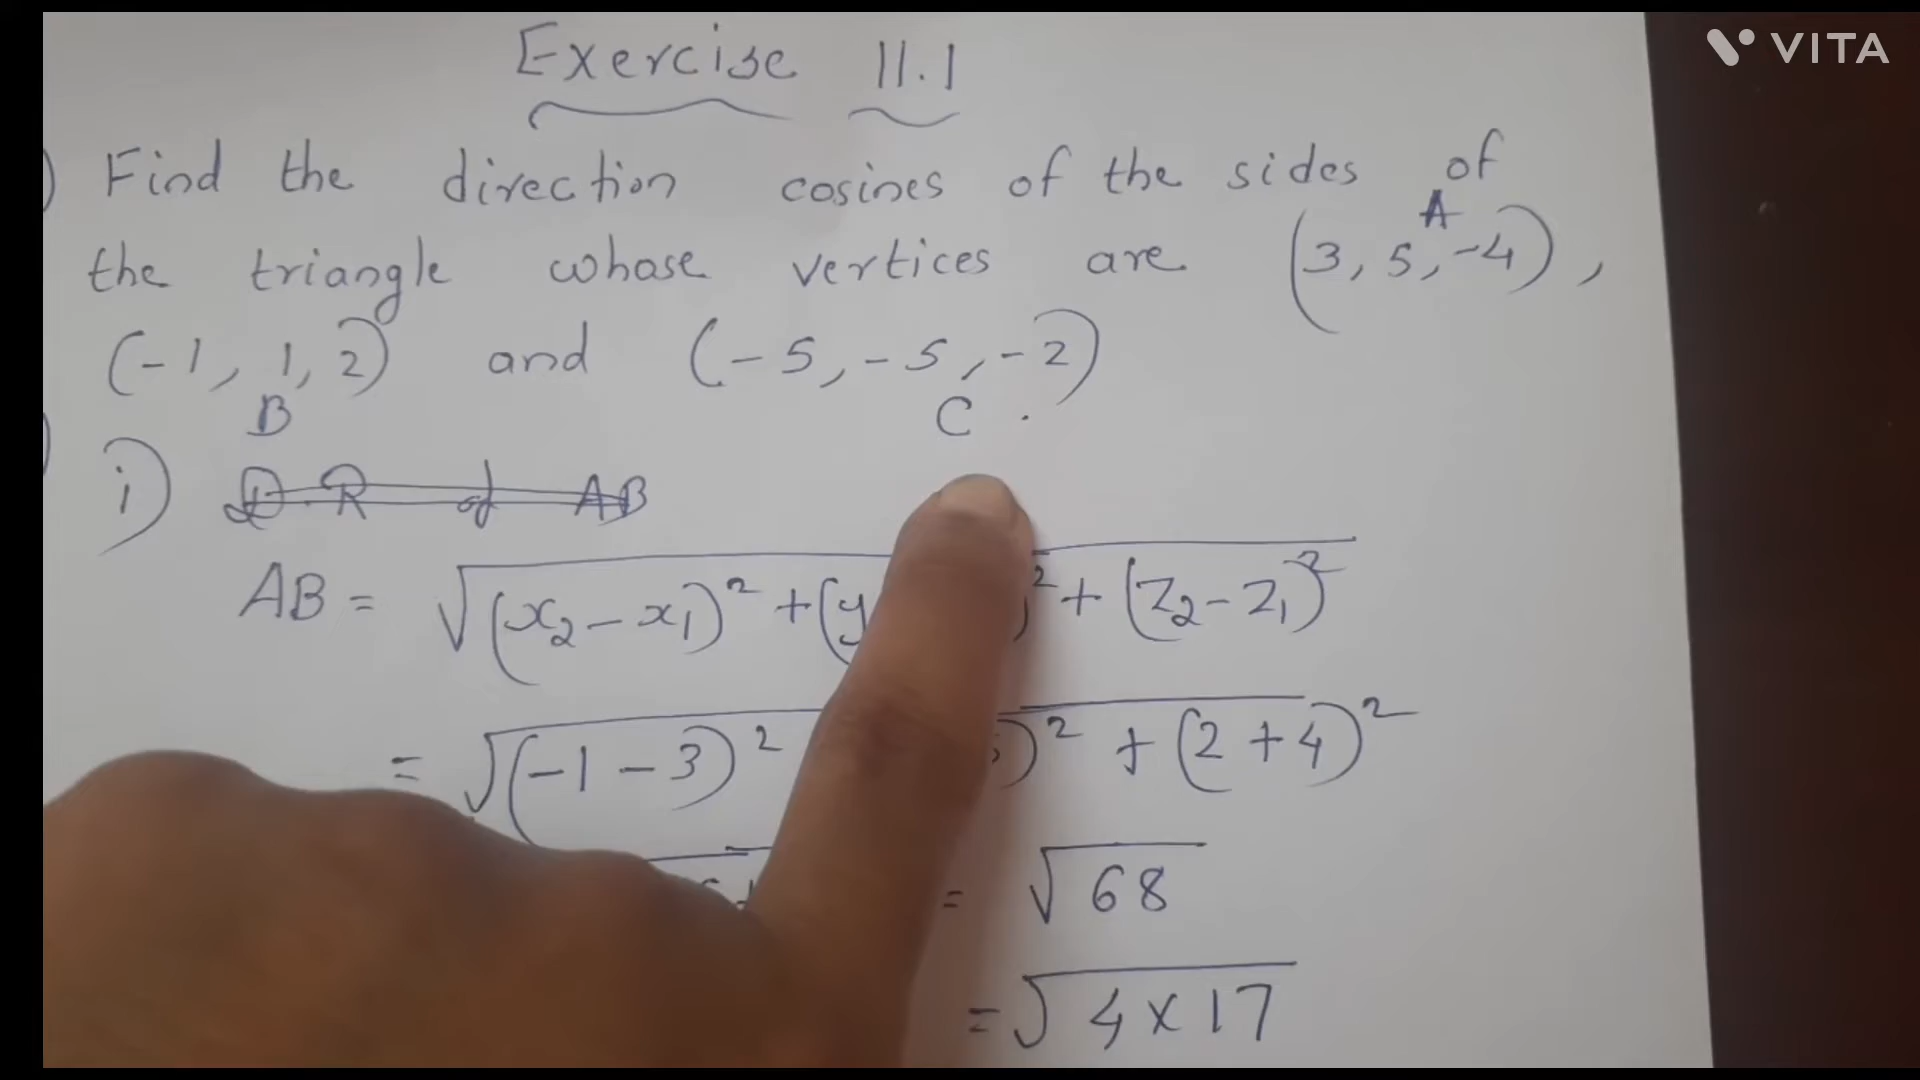 VITA
Exercise 11.1
) Find the direction cosines of the sides of
A
the triangle whose vertices are (3, 5, -4),
(-1, 1, 2) and (-5, -5, -2)
B C .
i) D.R of AB
AB = √(x₂ - x₁)² + (y )² + (z₂ - z₁)²
= √(-1 - 3)² )² + (2 + 4)²
= √68
= √4 × 17